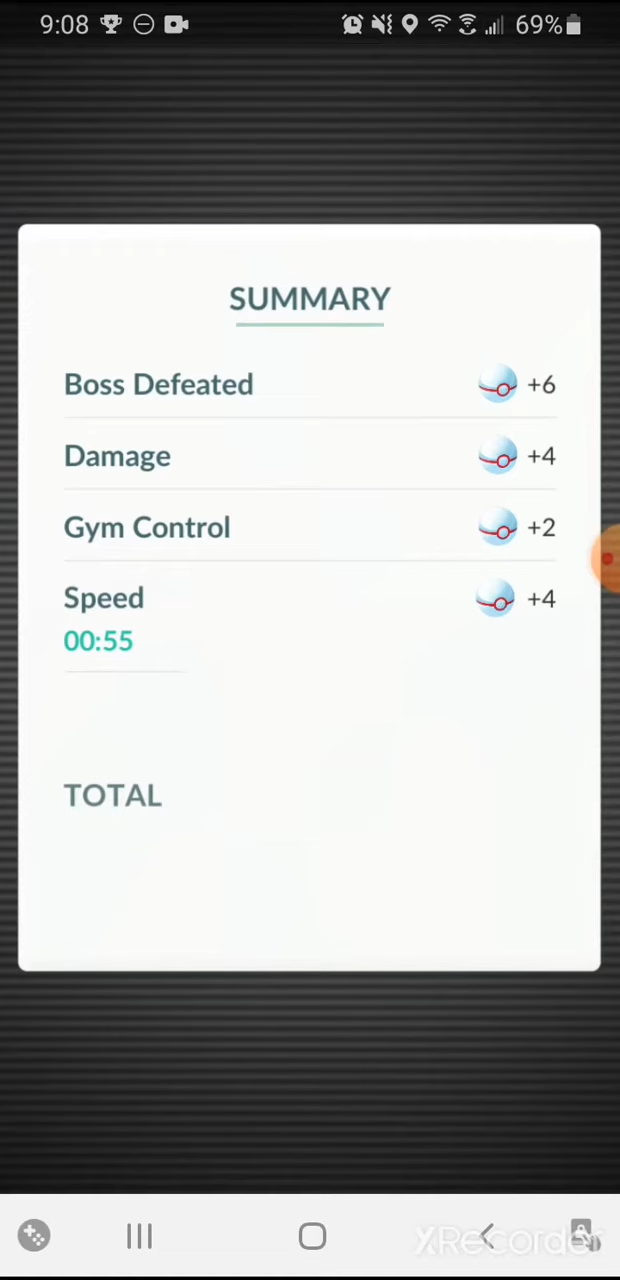 9:08 69%
SUMMARY
Boss Defeated +6
Damage +4
Gym Control +2
Speed +4
00:55
TOTAL
XRecorder